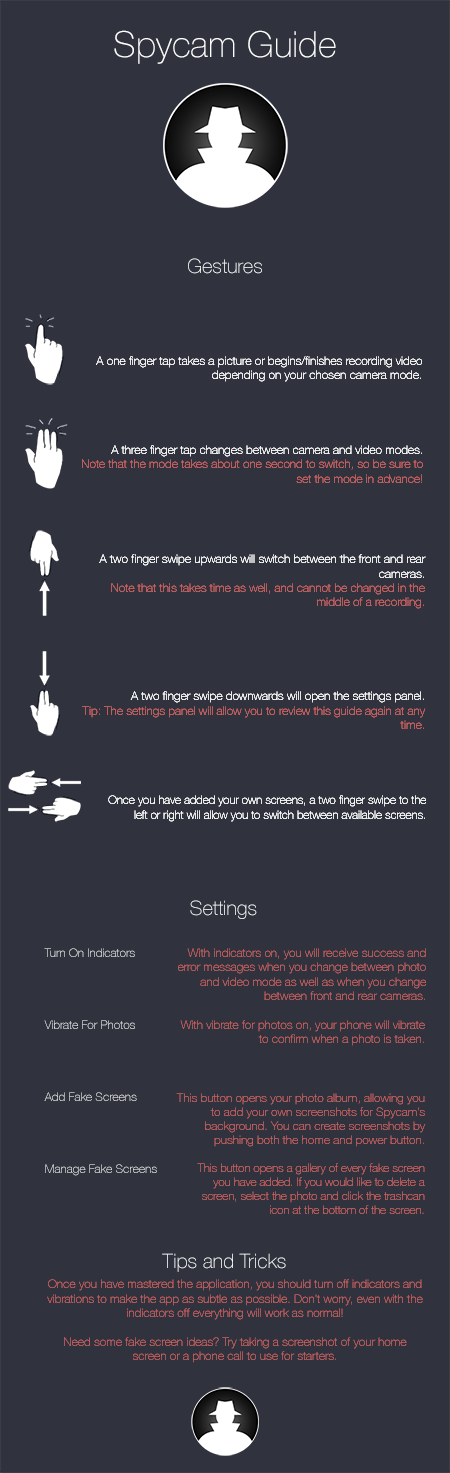 Spycam Guide
Gestures
A one finger tap takes a picture or begins/finishes recording video
depending on your chosen camera mode.
A three finger tap changes between camera and video modes.
Note that the mode takes about one second to switch, so be sure to
set the mode in advance!
A two finger swipe upwards will switch between the front and rear
cameras.
Note that this takes time as well, and cannot be changed in the
middle of a recording.
A two finger swipe downwards will open the settings panel.
Tip: The settings panel will allow you to review this guide again at any
time.
Once you have added your own screens, a two finger swipe to the
left or right will allow you to switch between available screens.
Settings
Turn On Indicators
With indicators on, you will receive success and
error messages when you change between photo
and video mode as well as when you change
between front and rear cameras.
Vibrate For Photos
With vibrate for photos on, your phone will vibrate
to confirm when a photo is taken.
Add Fake Screens
This button opens your photo album, allowing you
to add your own screenshots for Spycam's
background. You can create screenshots by
pushing both the home and power button.
Manage Fake Screens
This button opens a gallery of every fake screen
you have added. If you would like to delete a
screen, select the photo and click the trashcan
icon at the bottom of the screen.
Tips and Tricks
Once you have mastered the application, you should turn off indicators and
vibrations to make the app as subtle as possible. Don't worry, even with the
indicators off everything will work as normal!
Need some fake screen ideas? Try taking a screenshot of your home
screen or a phone call to use for starters.